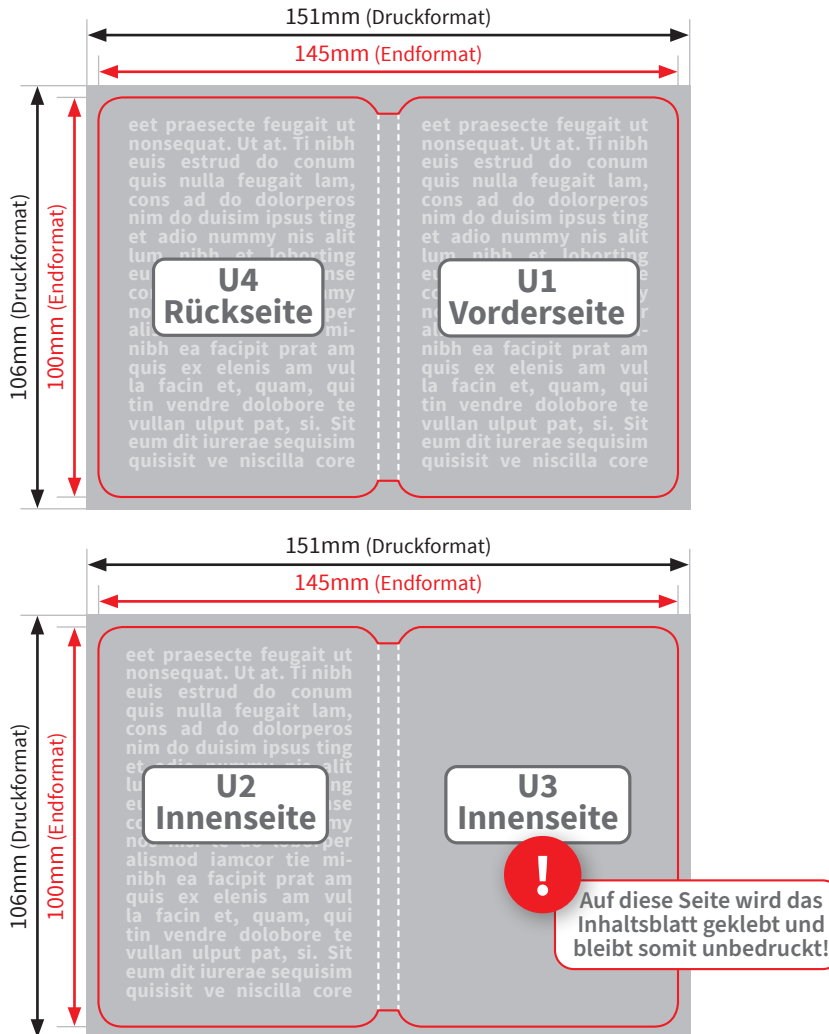 151mm (Druckformat)
145mm (Endformat)
106mm (Druckformat)
100mm (Endformat)
eet praesecte feugait ut
nonsequat. Ut at. Ti nibh
euis estrud do conum
quis nulla feugait lam,
cons ad do dolorperos
nim do duisim ipsus ting
et adio nummy nis alit
lum nibh et loborting
U4
Rückseite
nibh ea facipit prat am
quis ex elenis am vul
la facin et, quam, qui
tin vendre dolobore te
vullan ulput pat, si. Sit
eum dit iurerae sequisim
quisisit ve niscilla core
eet praesecte feugait ut
nonsequat. Ut at. Ti nibh
euis estrud do conum
quis nulla feugait lam,
cons ad do dolorperos
nim do duisim ipsus ting
et adio nummy nis alit
lum nibh et loborting
U1
Vorderseite
nibh ea facipit prat am
quis ex elenis am vul
la facin et, quam, qui
tin vendre dolobore te
vullan ulput pat, si. Sit
eum dit iurerae sequisim
quisisit ve niscilla core
151mm (Druckformat)
145mm (Endformat)
106mm (Druckformat)
100mm (Endformat)
eet praesecte feugait ut
nonsequat. Ut at. Ti nibh
euis estrud do conum
quis nulla feugait lam,
cons ad do dolorperos
nim do duisim ipsus ting
alit
U2
Innenseite
alismod iamcor tie mi-
nibh ea facipit prat am
quis ex elenis am vul
la facin et, quam, qui
tin vendre dolobore te
vullan ulput pat, si. Sit
eum dit iurerae sequisim
quisisit ve niscilla core
U3
Innenseite
!
Auf diese Seite wird das
Inhaltsblatt geklebt und
bleibt somit unbedruckt!